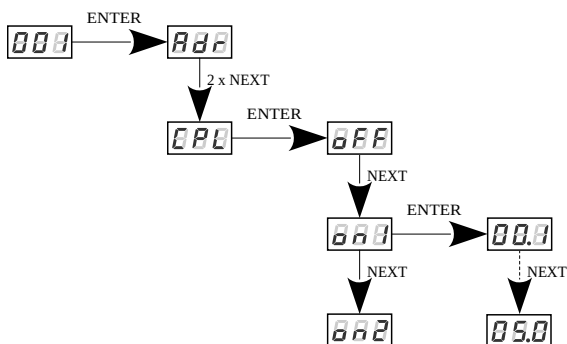 ENTER
001 Adr
2 x NEXT
ENTER
CPL oFF
NEXT
ENTER
on1 00.1
NEXT NEXT
on2 05.0